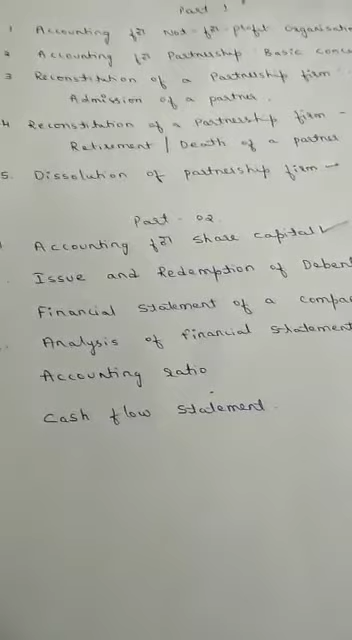 Part 1
1 Accounting for Not-for-profit Organisatio
2 Accounting for Partnership Basic Conc
3 Reconstitution of a Partnership firm
Admission of a partner.
4 Reconstitation of a Partnership firm -
Retirement / Death of a partner
5. Dissolution of partnership firm -
Part - 02
Accounting for share capital
Issue and Redemption of Deben
Financial statement of a compa
Analysis of financial statement
Accounting ratio
Cash flow statement.